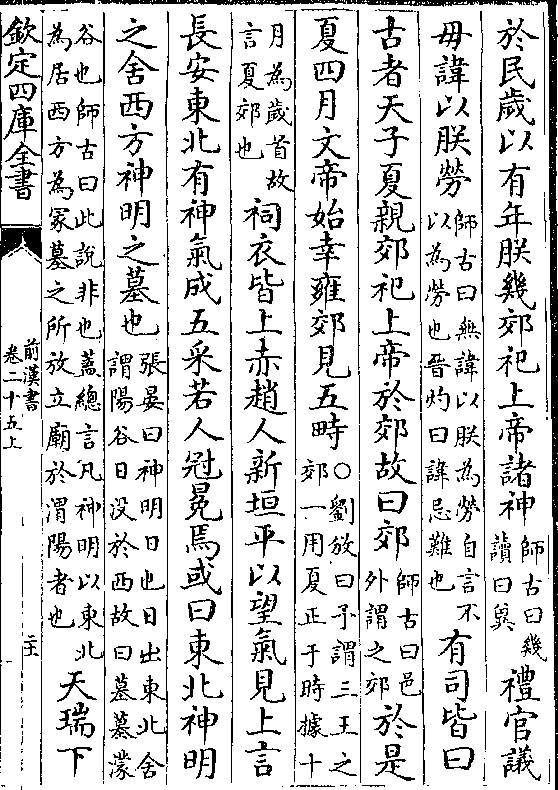 於民歲以有年朕幾郊祀上帝諸神師古曰幾讀曰冀禮官議
毋諱以朕勞師古曰無諱以朕為勞自言不以為勞也晉灼曰諱忌難也有司皆曰
古者天子夏親郊祀上帝於郊故曰郊師古曰邑外謂之郊於是
夏四月文帝始幸雍郊見五畤○劉攽曰予謂三王之郊一用夏正于時據十
月為歲首故言夏郊也祠衣皆上赤趙人新垣平以望氣見上言
長安東北有神氣成五采若人冠冕焉或曰東北神明
之舍西方神明之墓也張晏曰神明日也日出東北舍謂陽谷日沒於西故曰墓墓濛
谷也師古曰此說非也蓋總言凡神明以東北為居西方為冢墓之所故立廟於渭陽者也天瑞下
欽定四庫全書
前漢書
卷二十五上